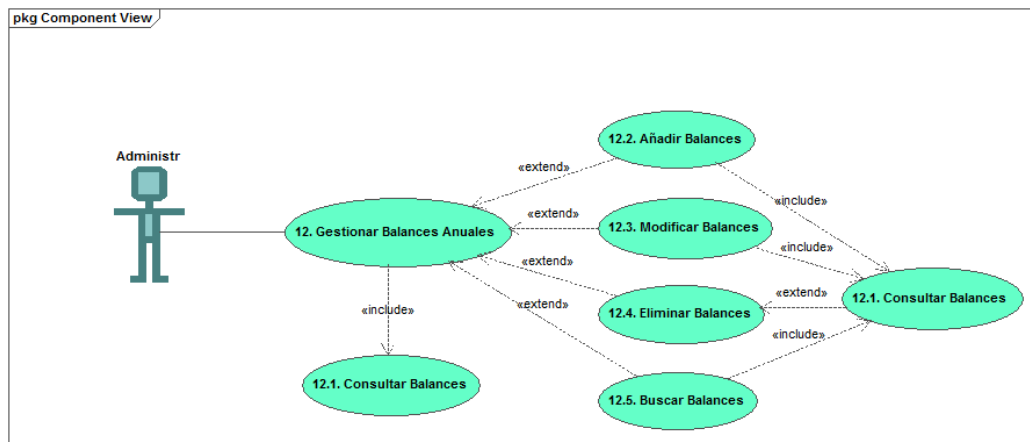 pkg Component View
Administr
12.2. Añadir Balances
«extend»
«include»
12. Gestionar Balances Anuales
«extend»
12.3. Modificar Balances
«include»
«extend»
12.4. Eliminar Balances
«extend»
12.1. Consultar Balances
«extend»
«include»
«include»
12.1. Consultar Balances
12.5. Buscar Balances